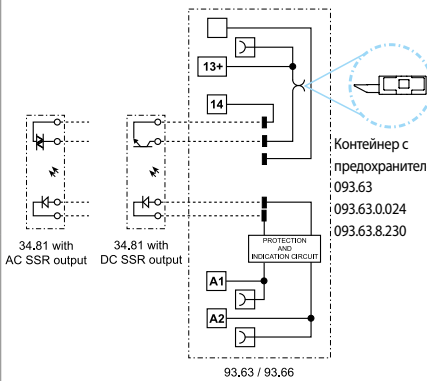 13+
14
Контейнер с
предохранител
093.63
093.63.0.024
093.63.8.230
34.81 with
AC SSR output
34.81 with
DC SSR output
PROTECTION
AND
INDICATION CIRCUIT
A1
A2
93.63 / 93.66